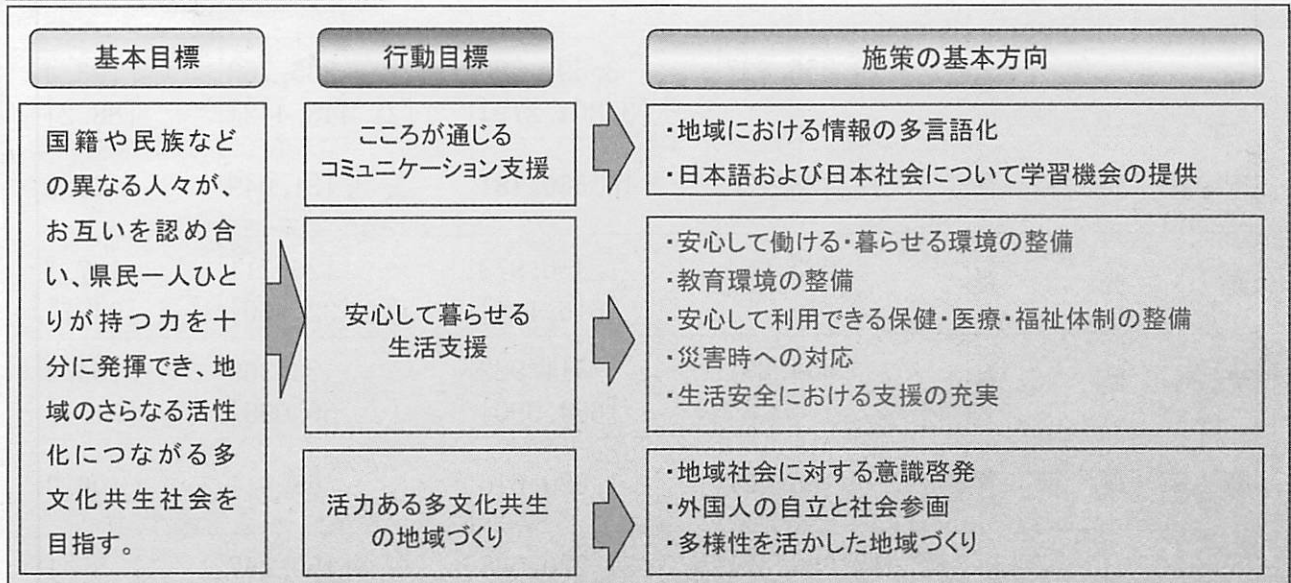 基本目標
行動目標
施策の基本方向
国籍や民族など
の異なる人々が、
お互いを認め合
い、県民一人ひと
りが持つ力を十
分に発揮でき、地
域のさらなる活性
化につながる多
文化共生社会を
目指す。
こころが通じる
コミュニケーション支援
・地域における情報の多言語化
・日本語および日本社会について学習機会の提供
安心して暮らせる
生活支援
・安心して働ける・暮らせる環境の整備
・教育環境の整備
・安心して利用できる保健・医療・福祉体制の整備
・災害時への対応
・生活安全における支援の充実
活力ある多文化共生
の地域づくり
・地域社会に対する意識啓発
・外国人の自立と社会参画
・多様性を活かした地域づくり